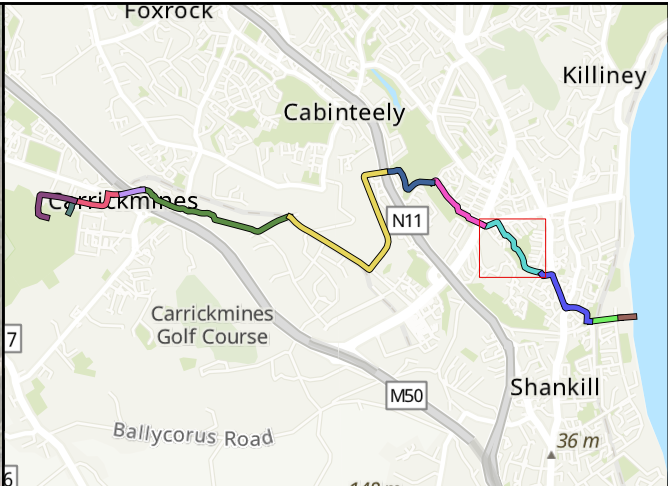 Foxrock
Killiney
Cabinteely
Carrickmines
N11
Carrickmines
Golf Course
7
M50
Shankill
Ballycorus Road
36 m
6